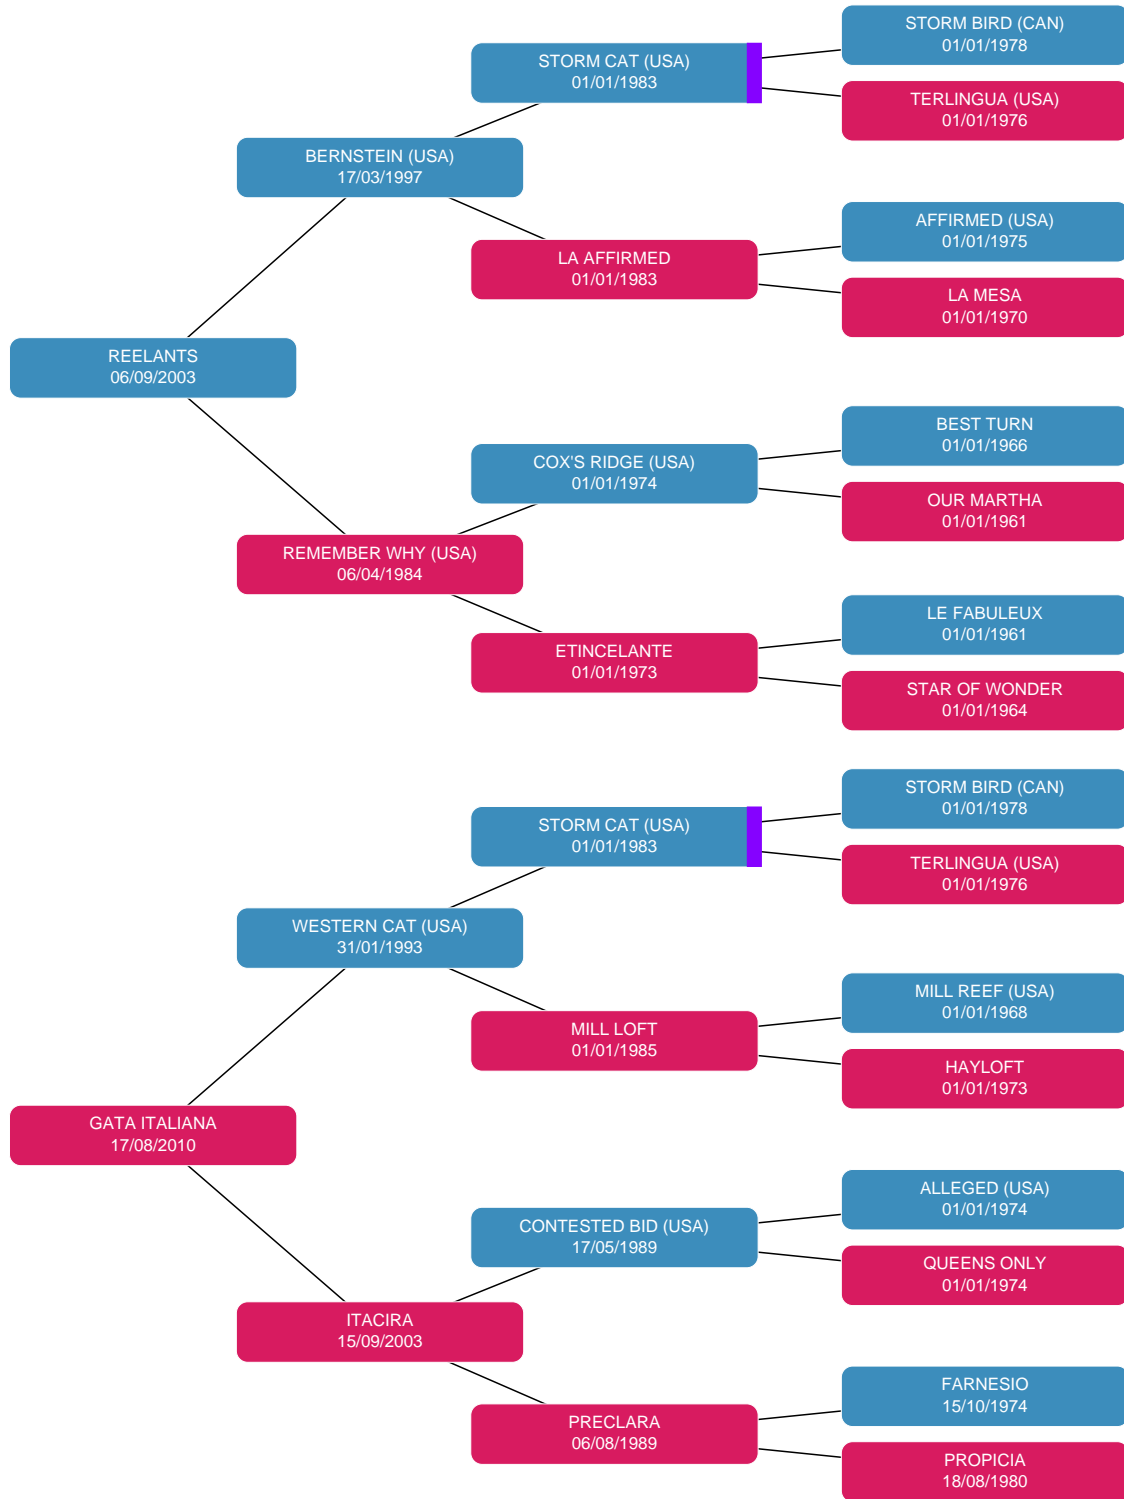 STORM BIRD (CAN)
01/01/1978
STORM CAT (USA)
01/01/1983
TERLINGUA (USA)
01/01/1976
BERNSTEIN (USA)
17/03/1997
AFFIRMED (USA)
01/01/1975
LA AFFIRMED
01/01/1983
LA MESA
01/01/1970
REELANTS
06/09/2003
BEST TURN
01/01/1966
COX'S RIDGE (USA)
01/01/1974
OUR MARTHA
01/01/1961
REMEMBER WHY (USA)
06/04/1984
LE FABULEUX
01/01/1961
ETINCELANTE
01/01/1973
STAR OF WONDER
01/01/1964
STORM BIRD (CAN)
01/01/1978
STORM CAT (USA)
01/01/1983
TERLINGUA (USA)
01/01/1976
WESTERN CAT (USA)
31/01/1993
MILL REEF (USA)
01/01/1968
MILL LOFT
01/01/1985
HAYLOFT
01/01/1973
GATA ITALIANA
17/08/2010
ALLEGED (USA)
01/01/1974
CONTESTED BID (USA)
17/05/1989
QUEENS ONLY
01/01/1974
ITACIRA
15/09/2003
FARNESIO
15/10/1974
PRECLARA
06/08/1989
PROPICIA
18/08/1980